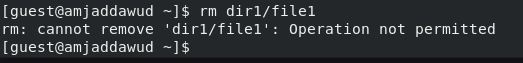 [guest@amjaddawud ~]$ rm dir1/file1
rm: cannot remove 'dir1/file1': Operation not permitted
[guest@amjaddawud ~]$